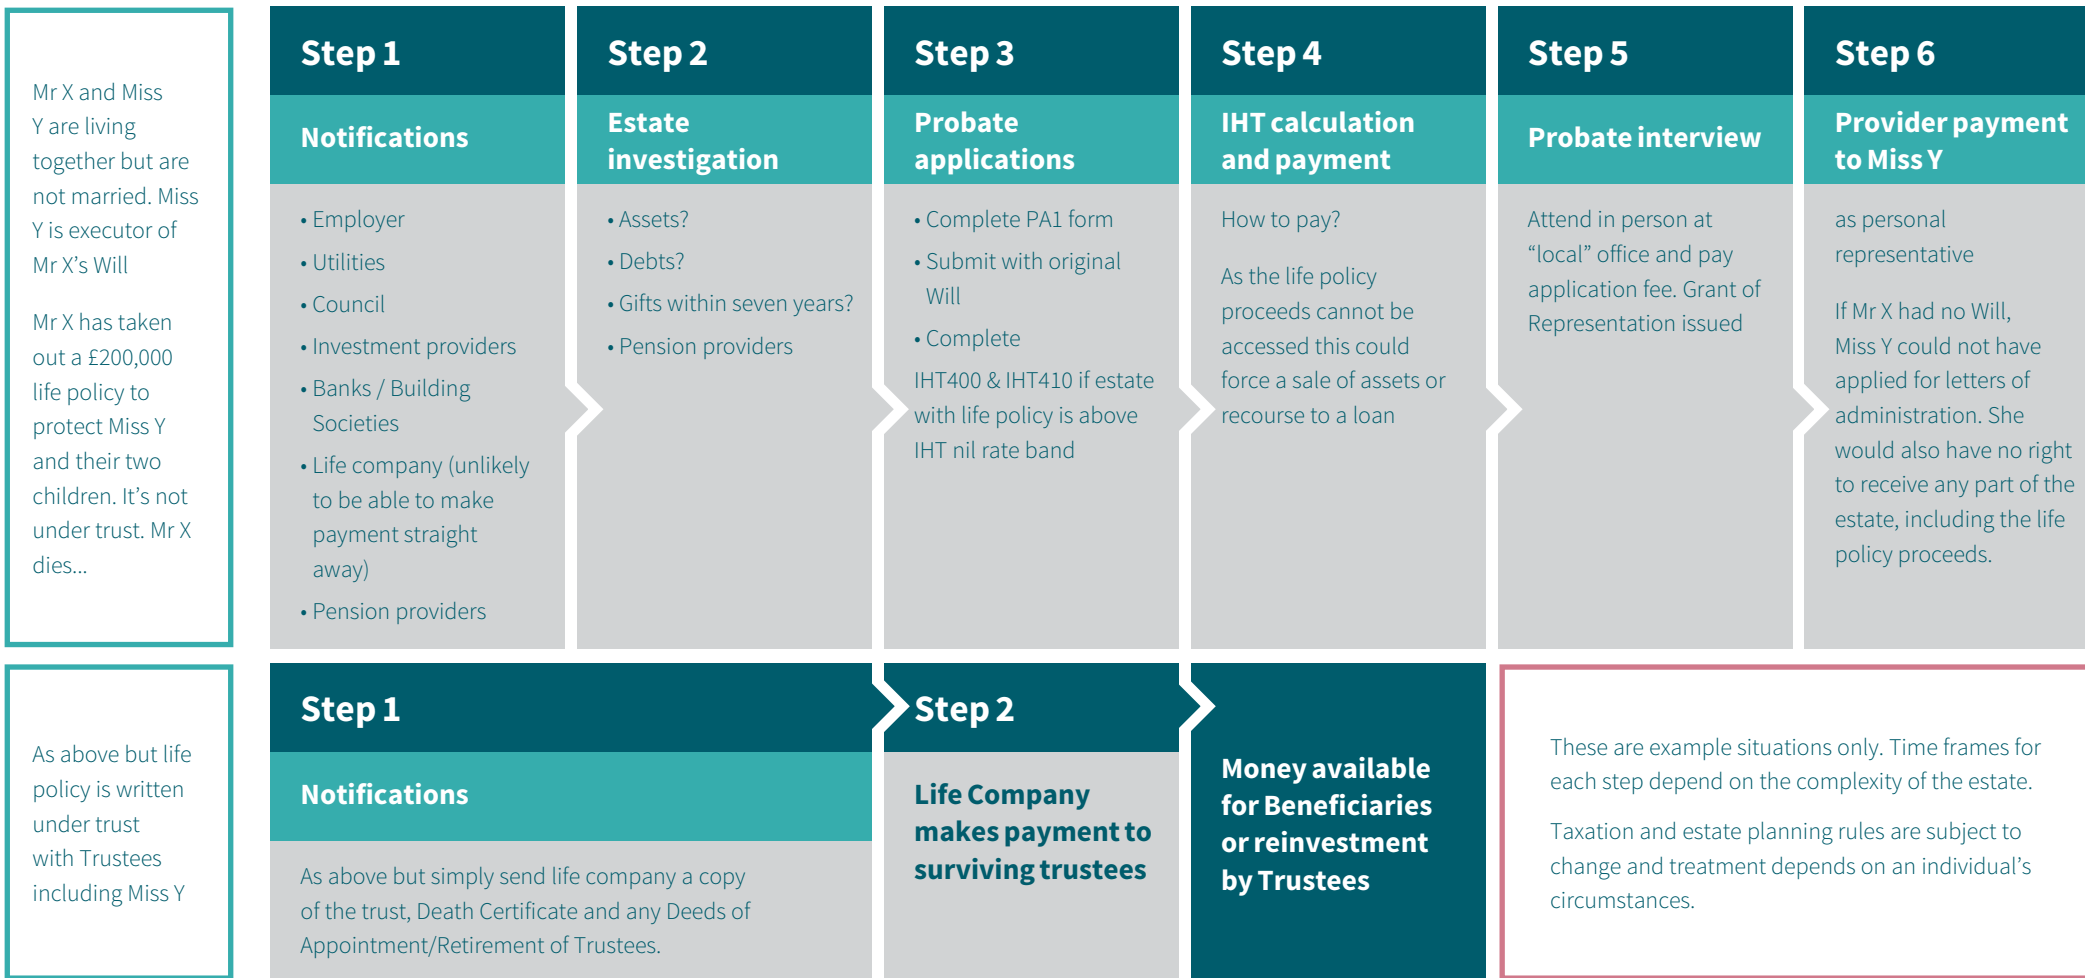 Mr X and Miss
Y are living
together but are
not married. Miss
Y is executor of
Mr X’s Will
Mr X has taken
out a £200,000
life policy to
protect Miss Y
and their two
children. It’s not
under trust. Mr X
dies...
Step 1
Notifications
• Employer
• Utilities
• Council
• Investment providers
• Banks / Building
Societies
• Life company (unlikely
to be able to make
payment straight
away)
• Pension providers
Step 2
Estate
investigation
• Assets?
• Debts?
• Gifts within seven years?
• Pension providers
Step 3
Probate
applications
• Complete PA1 form
• Submit with original
Will
• Complete
IHT400 & IHT410 if estate
with life policy is above
IHT nil rate band
Step 4
IHT calculation
and payment
How to pay?
As the life policy
proceeds cannot be
accessed this could
force a sale of assets or
recourse to a loan
Step 5
Probate interview
Attend in person at
“local” office and pay
application fee. Grant of
Representation issued
Step 6
Provider payment
to Miss Y
as personal
representative
If Mr X had no Will,
Miss Y could not have
applied for letters of
administration. She
would also have no right
to receive any part of the
estate, including the life
policy proceeds.
As above but life
policy is written
under trust
with Trustees
including Miss Y
Step 1
Notifications
As above but simply send life company a copy
of the trust, Death Certificate and any Deeds of
Appointment/Retirement of Trustees.
Step 2
Life Company
makes payment to
surviving trustees
Money available
for Beneficiaries
or reinvestment
by Trustees
These are example situations only. Time frames for
each step depend on the complexity of the estate.
Taxation and estate planning rules are subject to
change and treatment depends on an individual’s
circumstances.